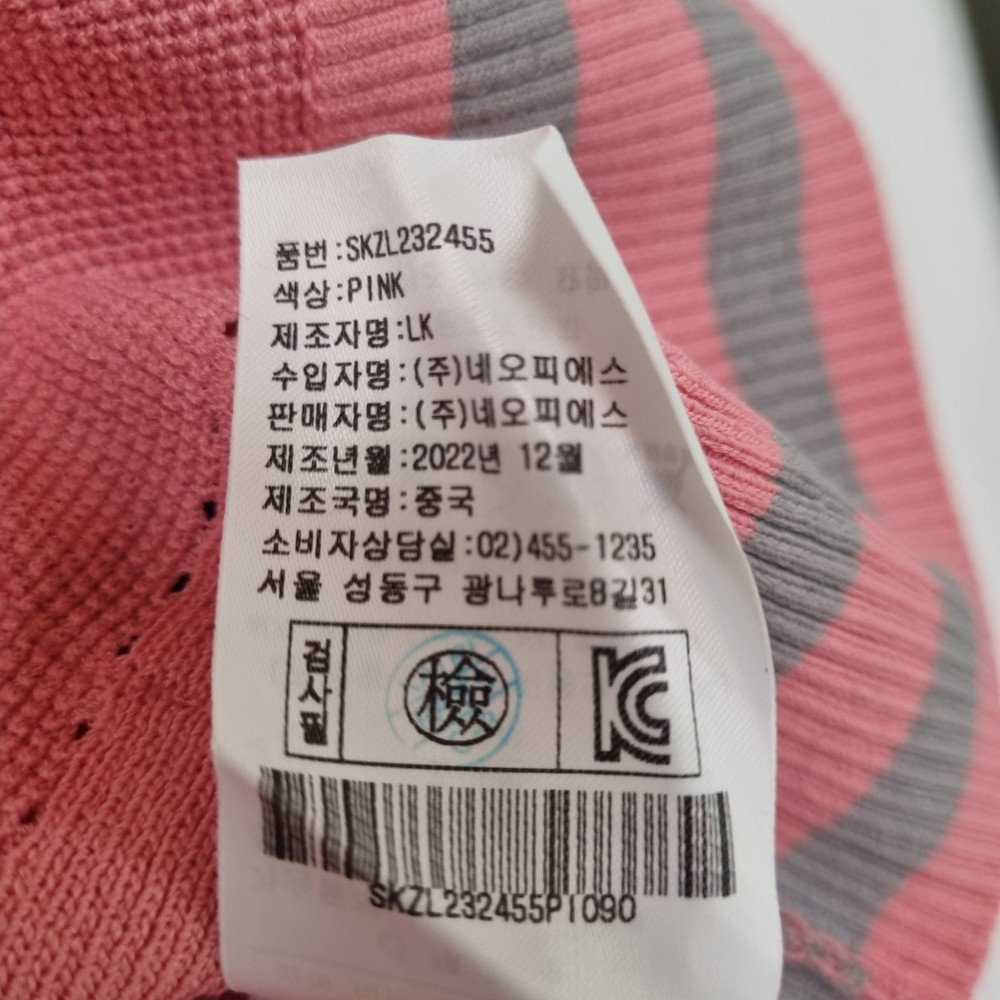 품번:SKZL232455
색상:PINK
제조자명:LK
수입자명:(주)네오피에스
판매자명:(주)네오피에스
제조년월:2022년 12월
제조국명:중국
소비자상담실:02)455-1235
서울 성동구 광나루로8길31
검사필
檢
KC
SKZL232455PI090